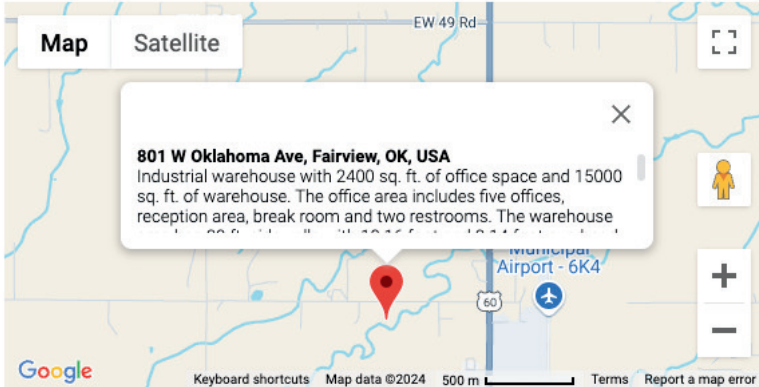 Map
Satellite
EW 49 Rd
801 W Oklahoma Ave, Fairview, OK, USA
Industrial warehouse with 2400 sq. ft. of office space and 15000
sq. ft. of warehouse. The office area includes five offices,
reception area, break room and two restrooms. The warehouse
Municipal
Airport - 6K4
60
Google
Keyboard shortcuts
Map data ©2024
500 m
Terms
Report a map error